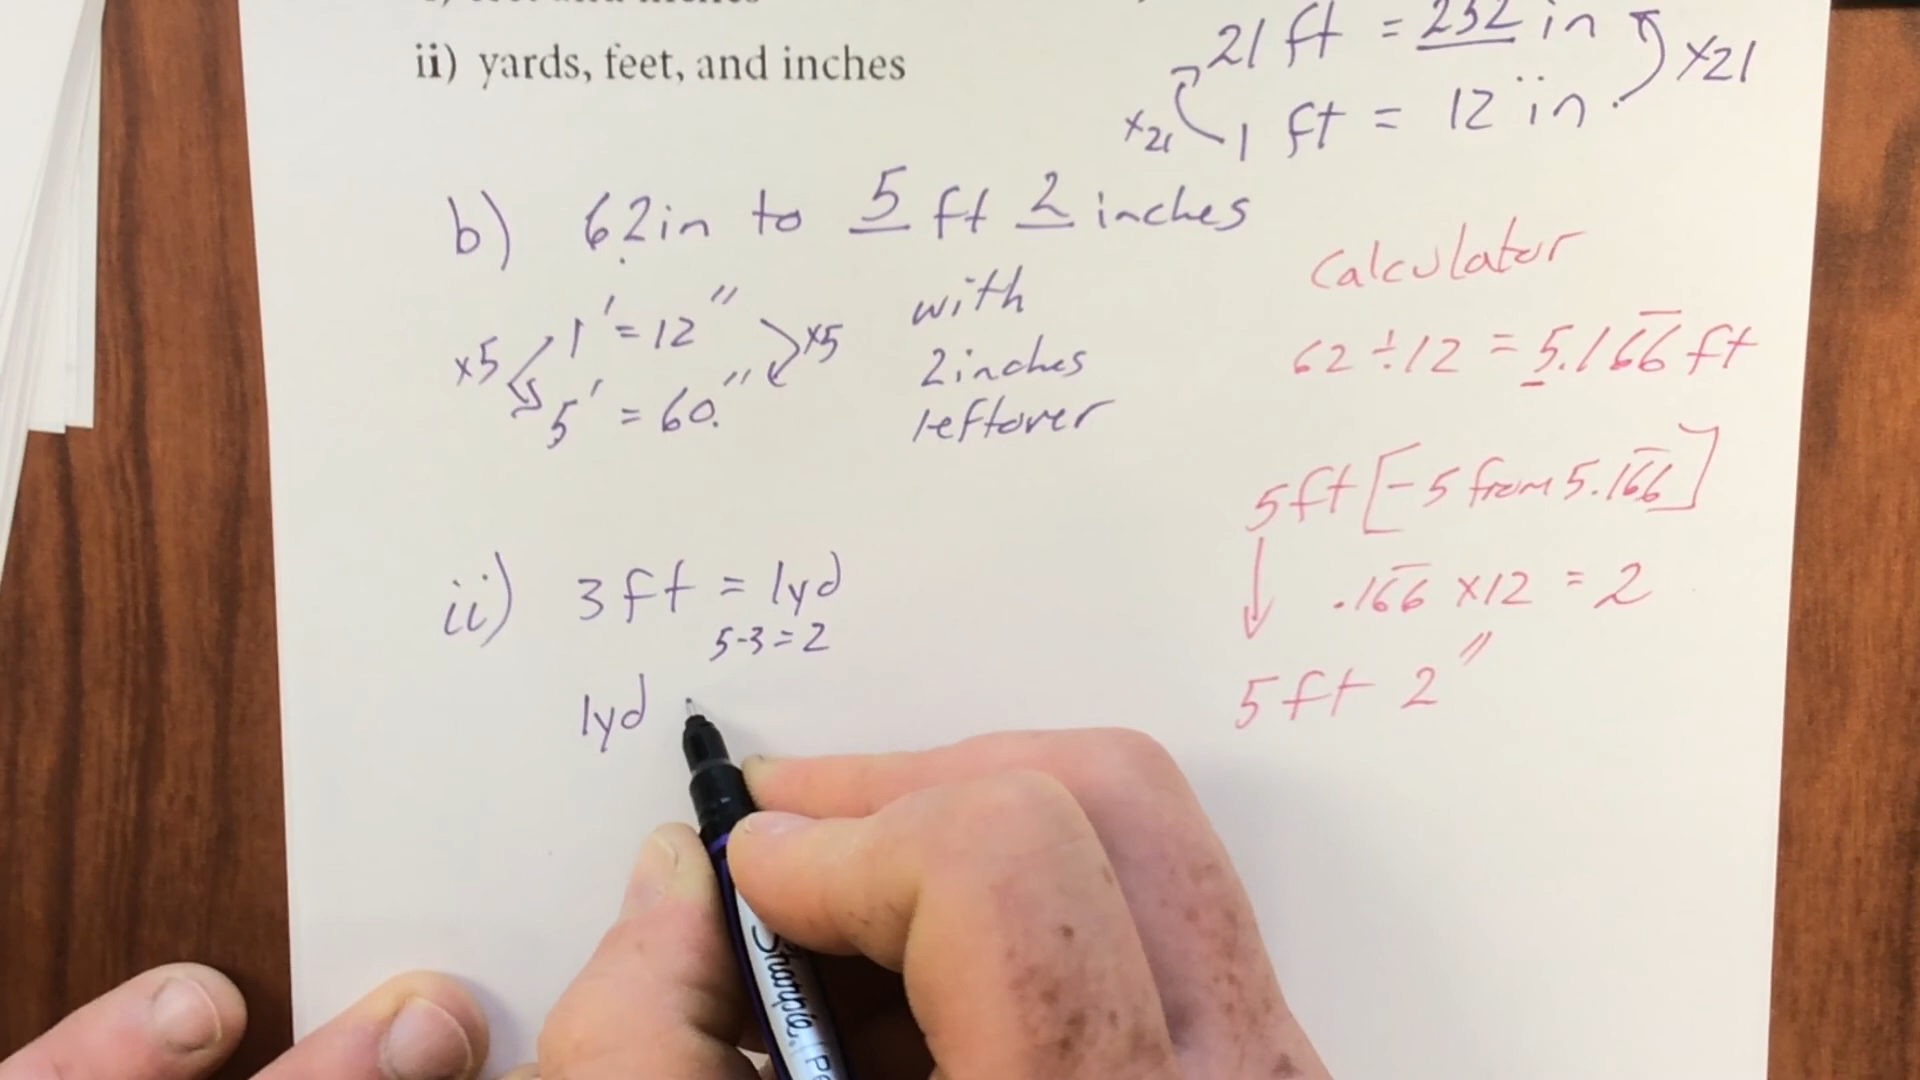 ii) yards, feet, and inches
21 ft = 252 in
x21
1 ft = 12 in
x21
b) 62in to 5 ft 2 inches
x5
1' = 12"
x5
5' = 60."
with
2 inches
leftover
Calculator
62 ÷ 12 = 5.166 ft
5 ft [- 5 from 5.166]
.166 x12 = 2
5 ft 2"
ii) 3 ft = 1yd
5-3=2
1yd
Sharpie.